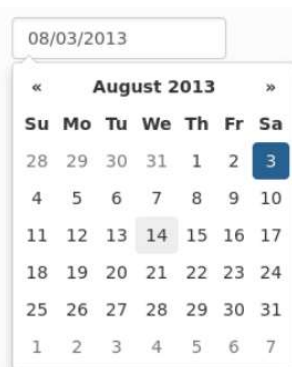 08/03/2013
« August 2013 »
Su Mo Tu We Th Fr Sa
28 29 30 31 1 2 3
4 5 6 7 8 9 10
11 12 13 14 15 16 17
18 19 20 21 22 23 24
25 26 27 28 29 30 31
1 2 3 4 5 6 7